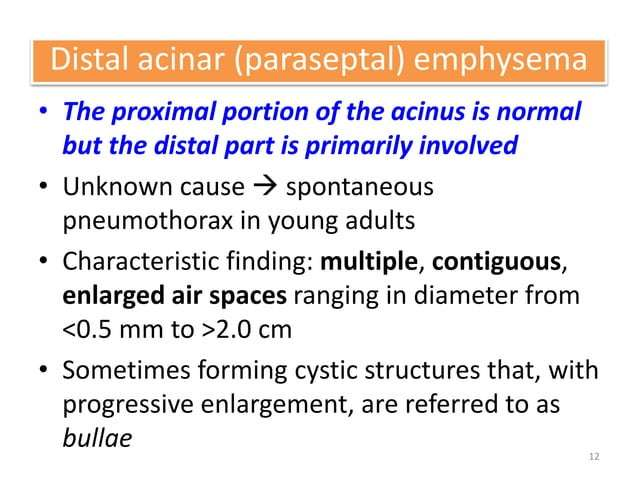 Distal acinar (paraseptal) emphysema
• The proximal portion of the acinus is normal
but the distal part is primarily involved
• Unknown cause → spontaneous
pneumothorax in young adults
• Characteristic finding: multiple, contiguous,
enlarged air spaces ranging in diameter from
<0.5 mm to >2.0 cm
• Sometimes forming cystic structures that, with
progressive enlargement, are referred to as
bullae
12